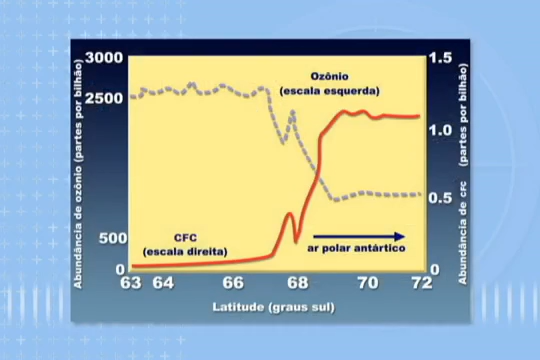 3000
2500
500
0
Abundância de ozônio (partes por bilhão)
Ozônio
(escala esquerda)
CFC
(escala direita)
ar polar antártico
1.5
1.0
0.5
0
Abundância de CFC (partes por bilhão)
63 64 66 68 70 72
Latitude (graus sul)